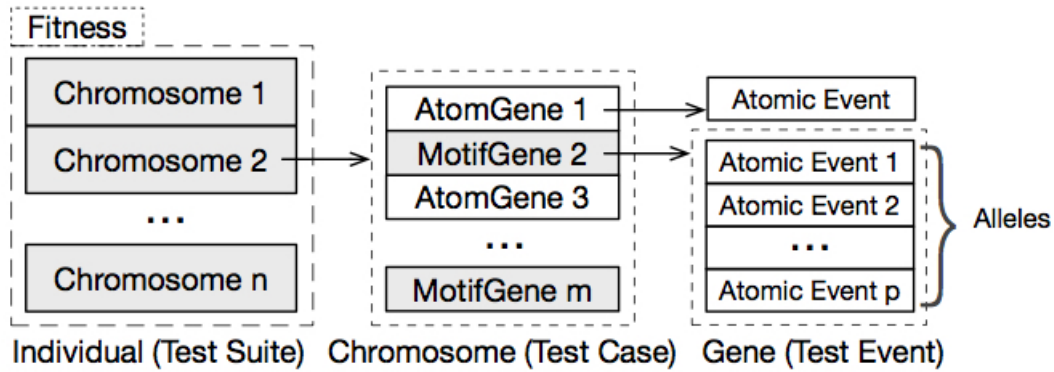 Fitness
Chromosome 1
Chromosome 2
...
Chromosome n
Individual (Test Suite)
AtomGene 1
MotifGene 2
AtomGene 3
...
MotifGene m
Chromosome (Test Case)
Atomic Event
Atomic Event 1
Atomic Event 2
...
Atomic Event p
Alleles
Gene (Test Event)